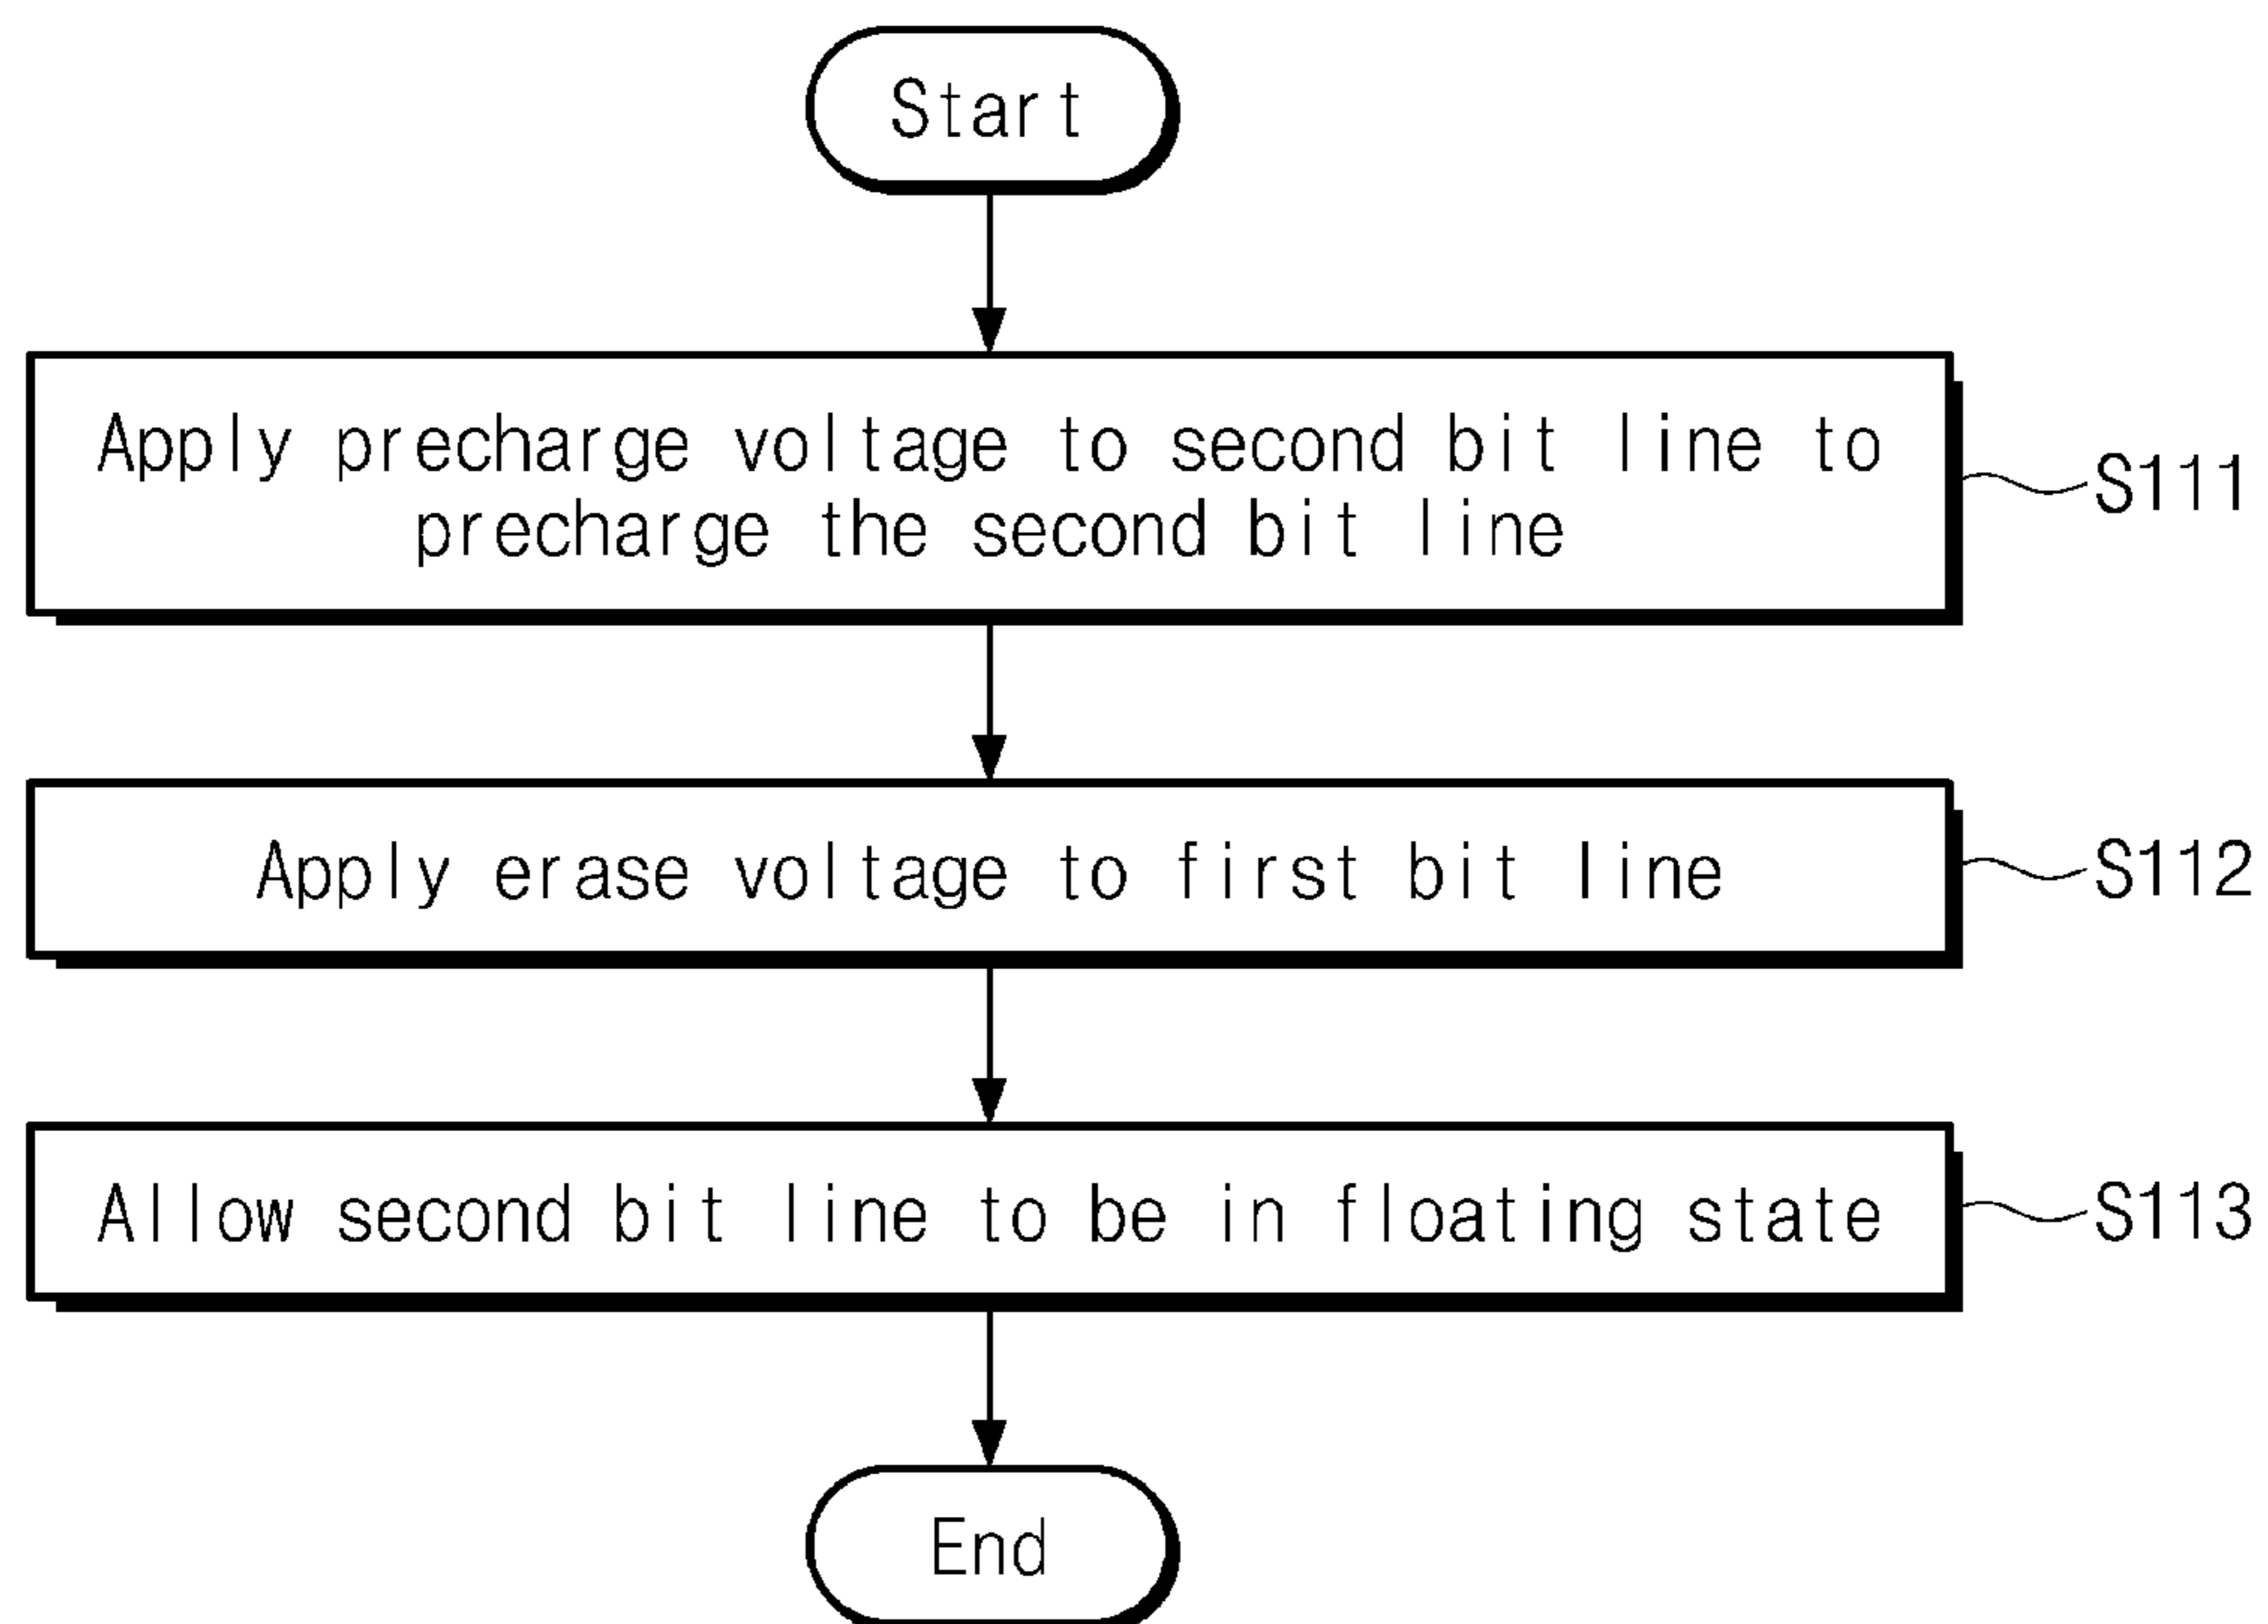 Start
Apply precharge voltage to second bit line to
precharge the second bit line
S111
Apply erase voltage to first bit line
S112
Allow second bit line to be in floating state
S113
End